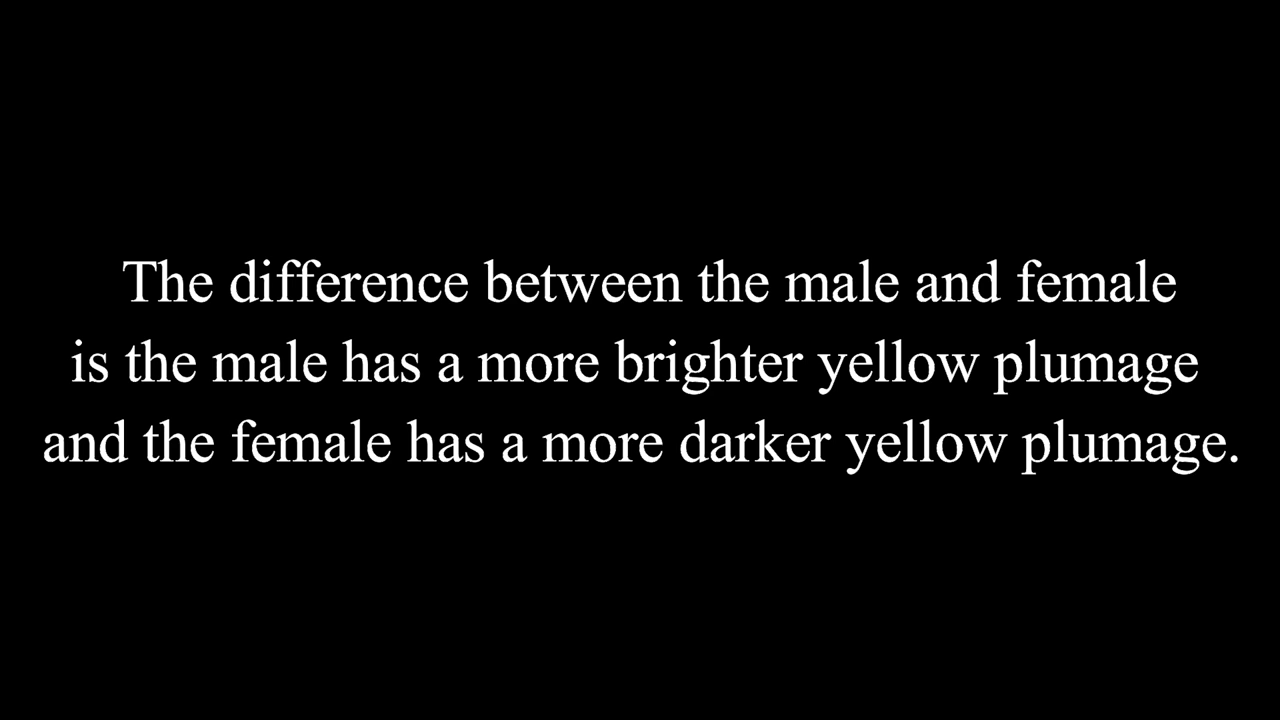 The difference between the male and female
is the male has a more brighter yellow plumage
and the female has a more darker yellow plumage.